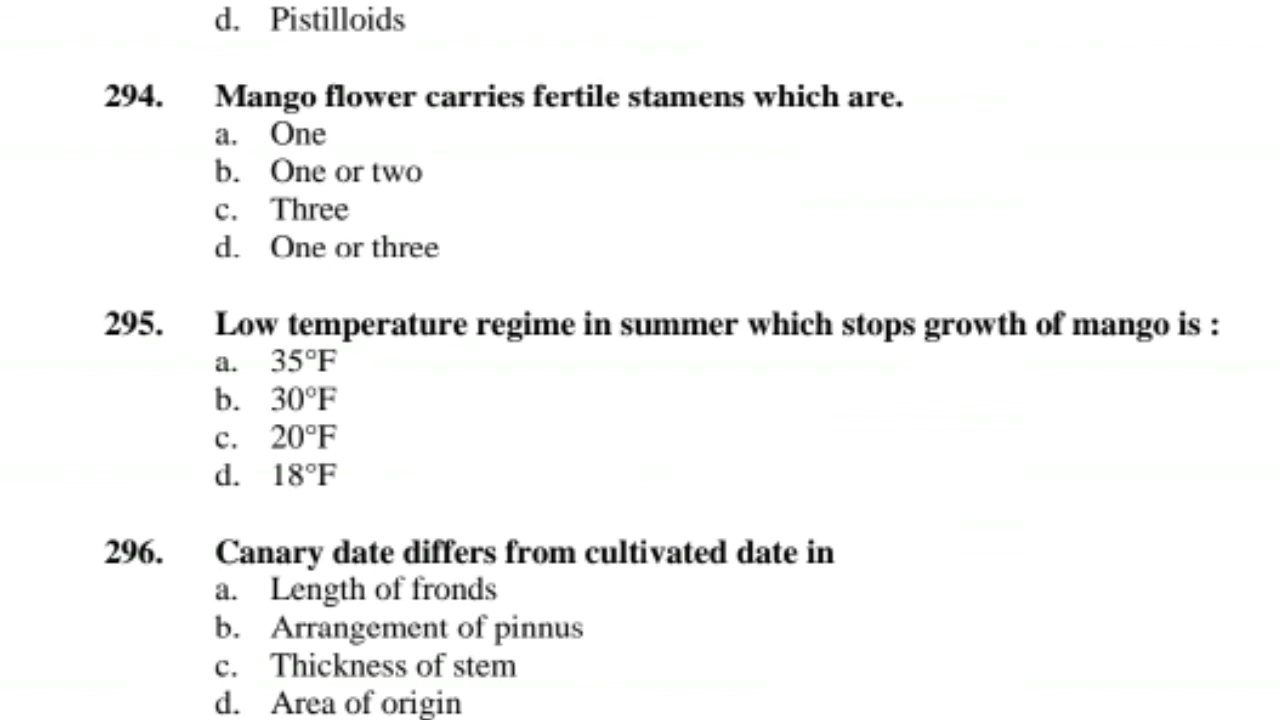 d. Pistilloids
294. Mango flower carries fertile stamens which are.
a. One
b. One or two
c. Three
d. One or three
295. Low temperature regime in summer which stops growth of mango is :
a. 35°F
b. 30°F
c. 20°F
d. 18°F
296. Canary date differs from cultivated date in
a. Length of fronds
b. Arrangement of pinnus
c. Thickness of stem
d. Area of origin